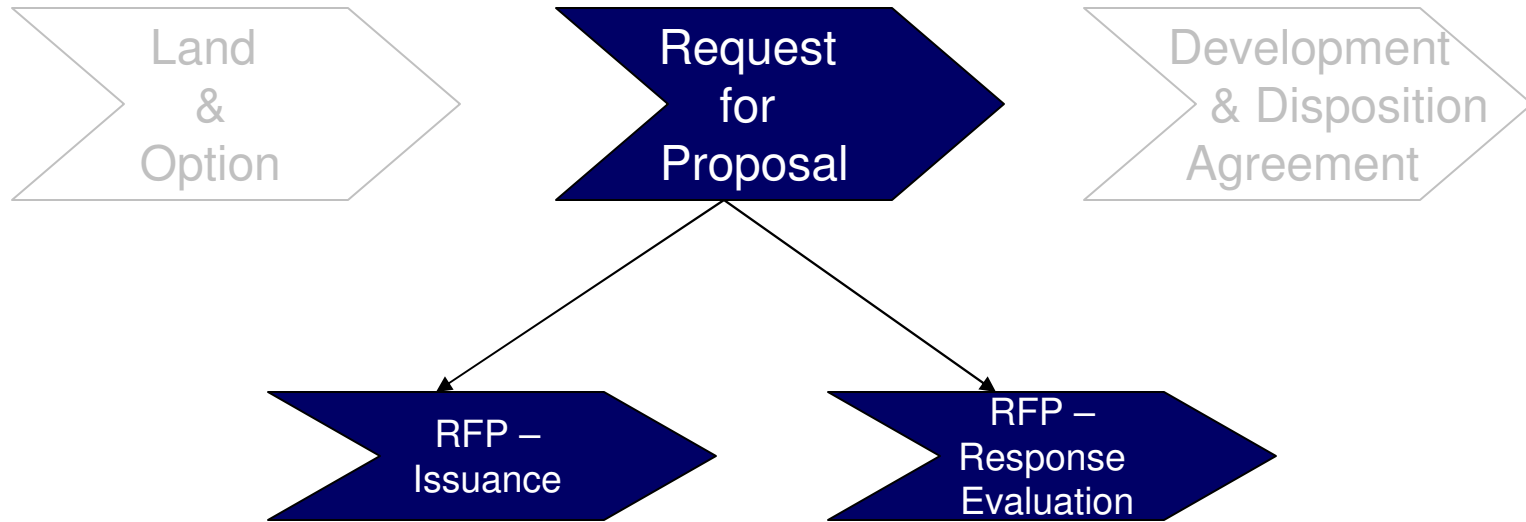 Land
&
Option
Request
for
Proposal
Development
& Disposition
Agreement
RFP –
Issuance
RFP –
Response
Evaluation